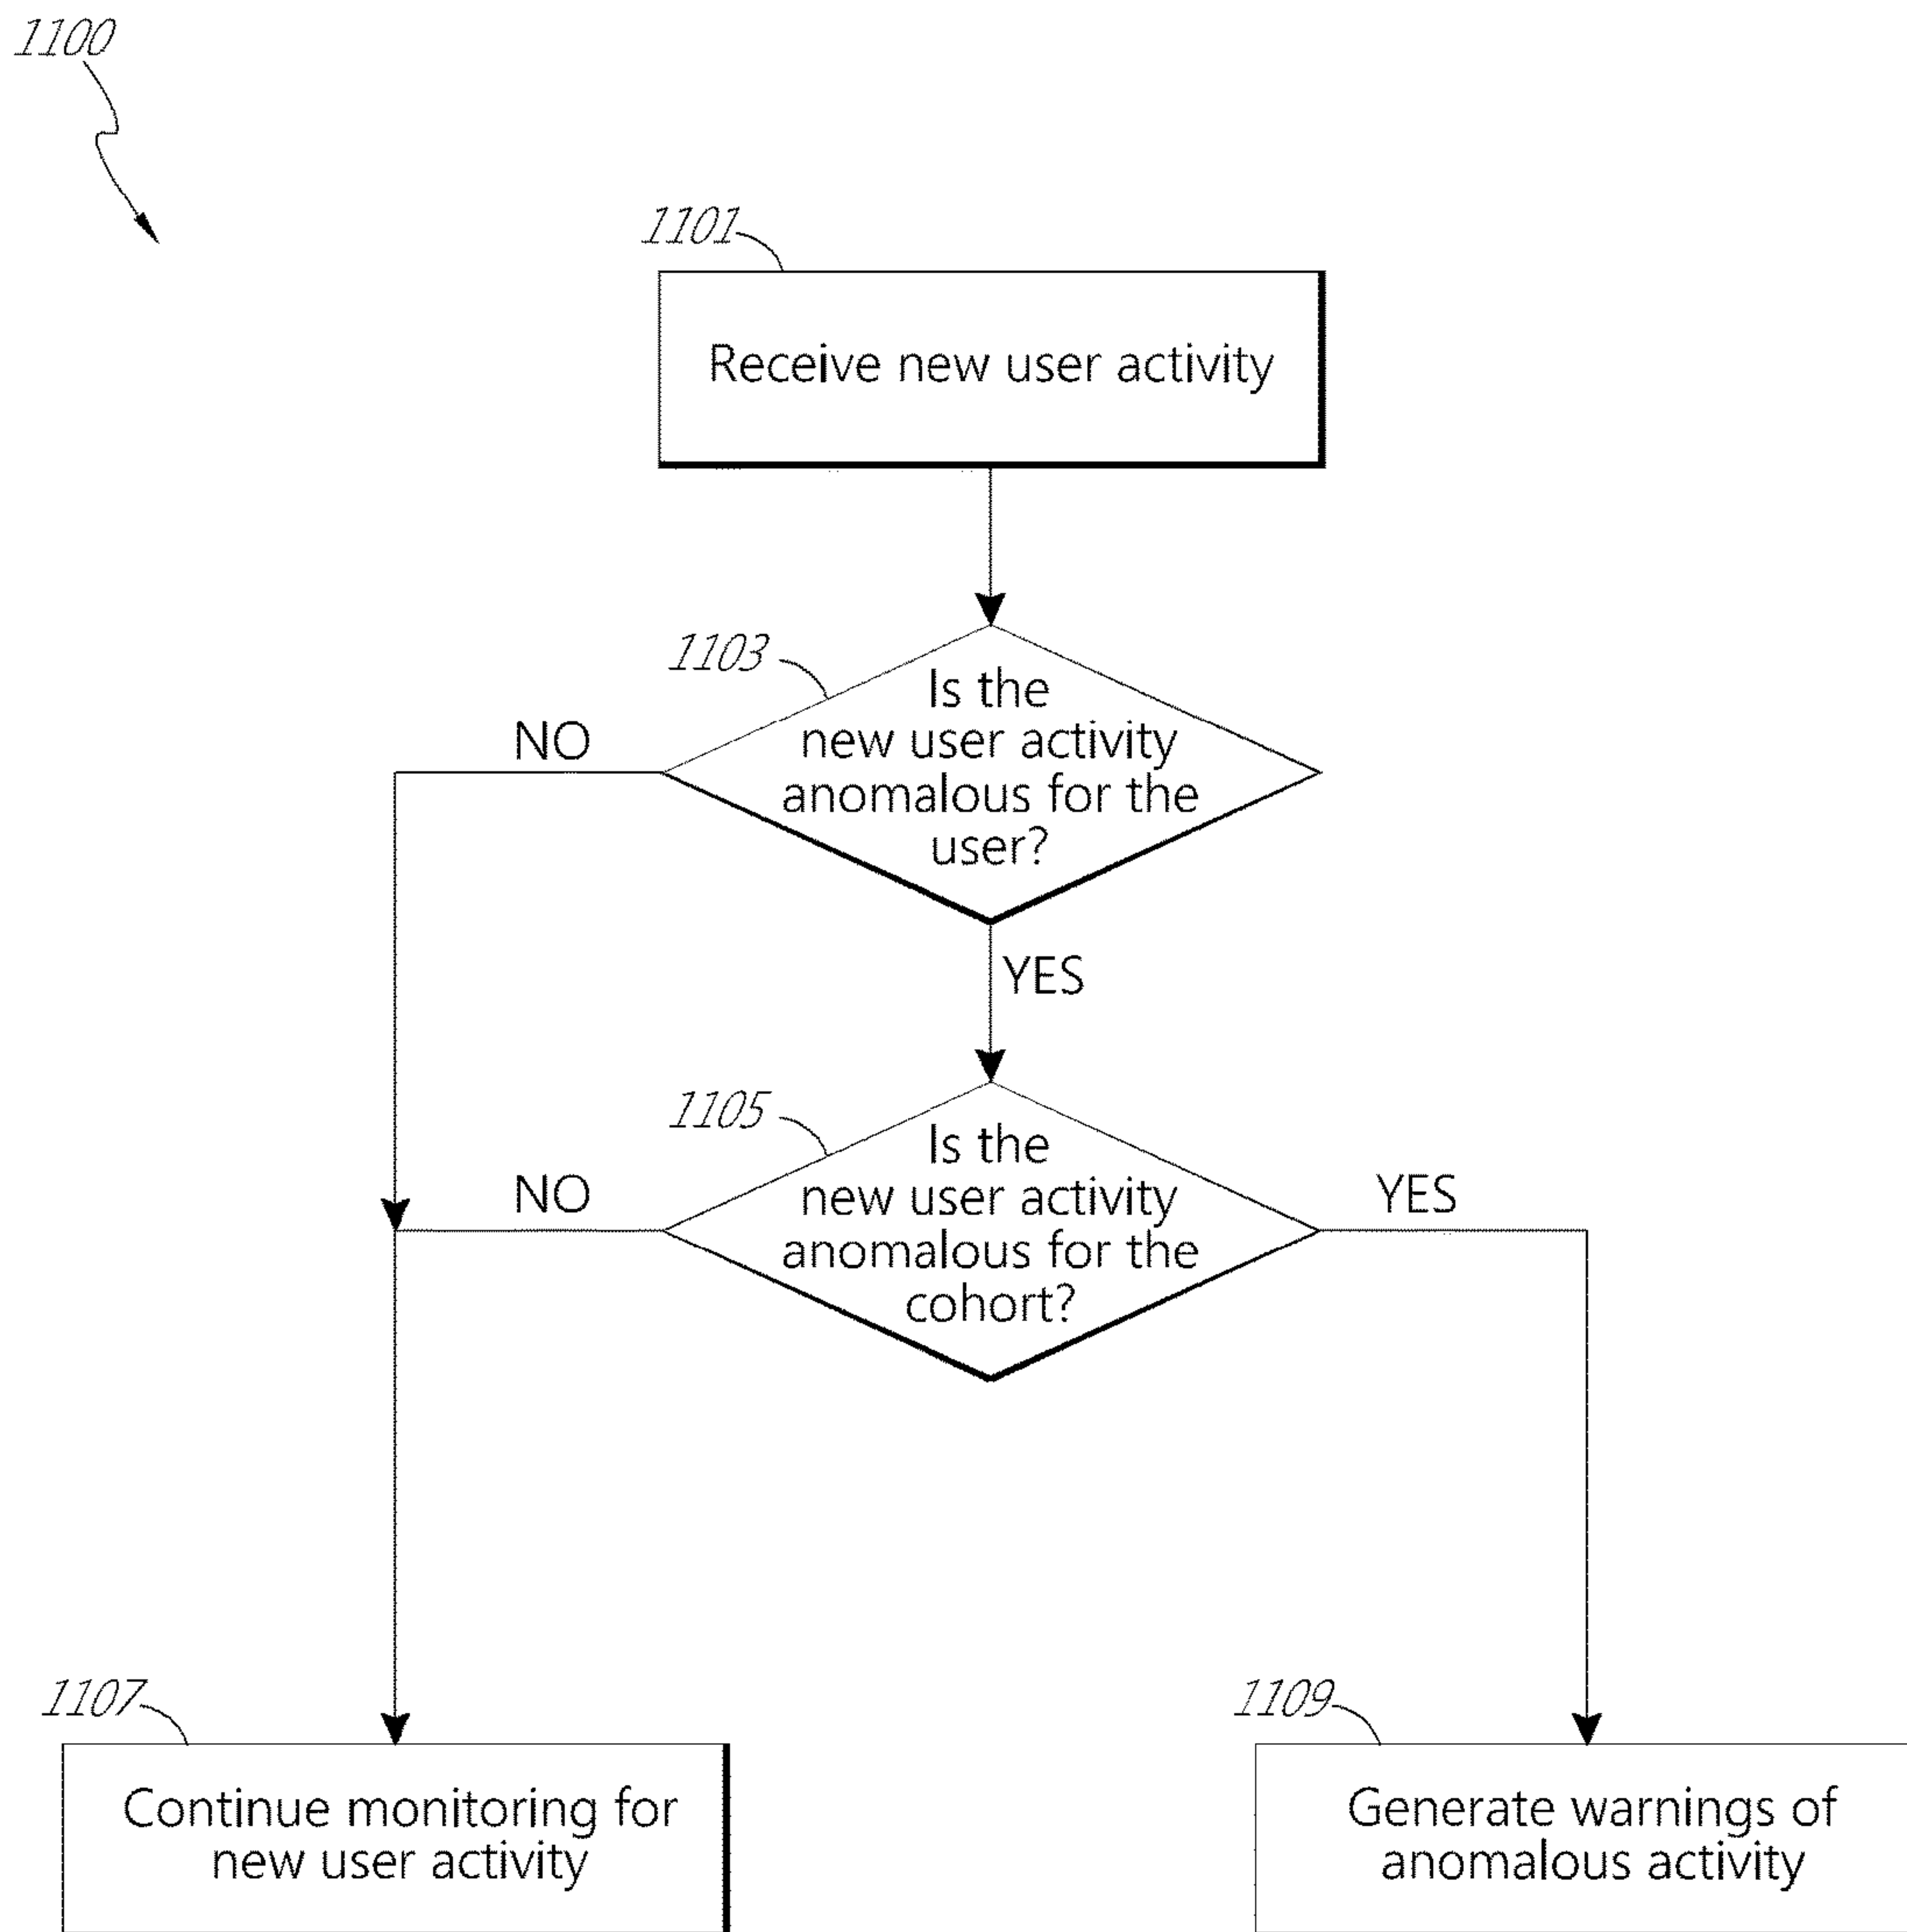 1100
1101
Receive new user activity
1103
Is the
new user activity
anomalous for the
user?
NO
YES
1105
Is the
new user activity
anomalous for the
cohort?
NO
YES
1107
Continue monitoring for
new user activity
1109
Generate warnings of
anomalous activity